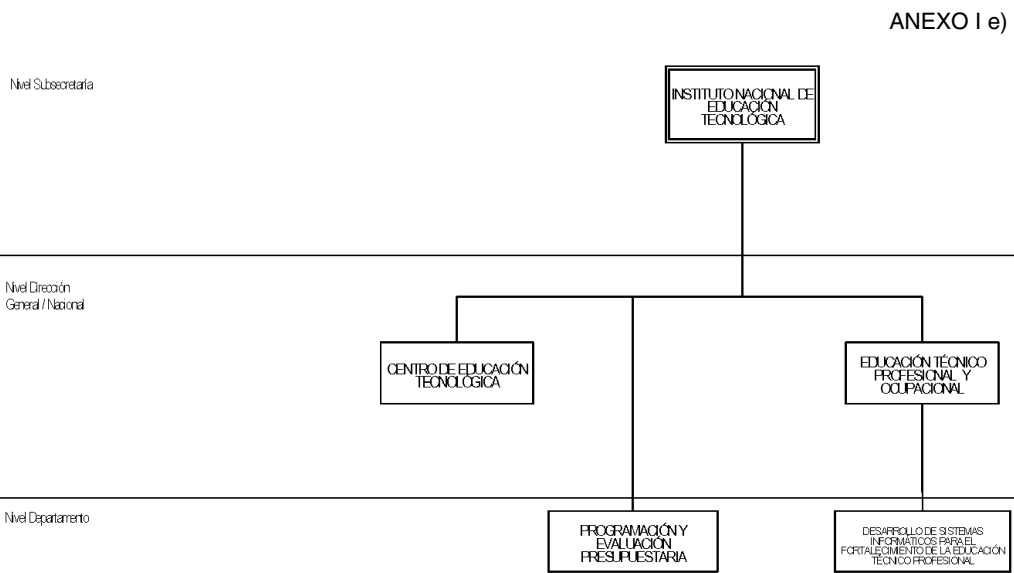 ANEXO I e)
Nivel Subsecretaría
INSTITUTO NACIONAL DE
EDUCACIÓN
TECNOLÓGICA
Nivel Dirección
General / Nacional
CENTRO DE EDUCACIÓN
TECNOLÓGICA
EDUCACIÓN TÉCNICO
PROFESIONAL Y
OCUPACIONAL
Nivel Departamento
PROGRAMACIÓN Y
EVALUACIÓN
PRESUPUESTARIA
DESARROLLO DE SISTEMAS
INFORMÁTICOS PARA EL
FORTALECIMIENTO DE LA EDUCACIÓN
TÉCNICO PROFESIONAL